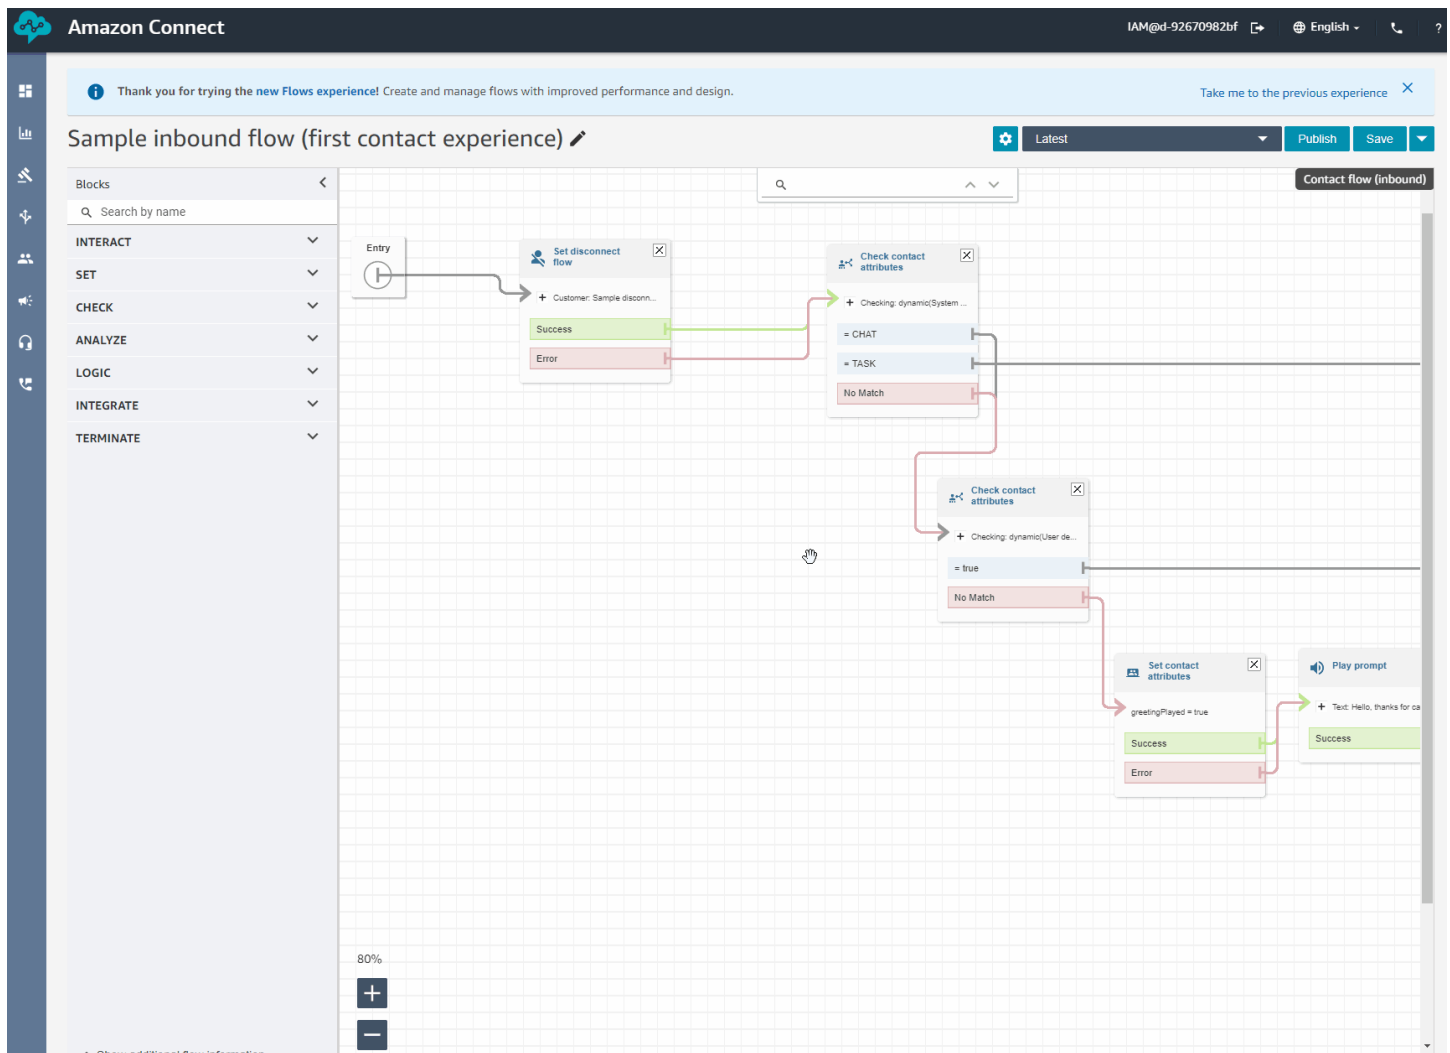 Amazon Connect
IAM@d-92670982bf
English
?
Thank you for trying the new Flows experience! Create and manage flows with improved performance and design.
Take me to the previous experience
Sample inbound flow (first contact experience)
Latest
Publish
Save
Blocks
Contact flow (inbound)
Search by name
INTERACT
SET
CHECK
ANALYZE
LOGIC
INTEGRATE
TERMINATE
Entry
Set disconnect
flow
Customer: Sample disconn...
Success
Error
Check contact
attributes
Checking: dynamic(System ...
= CHAT
= TASK
No Match
Check contact
attributes
Checking: dynamic(User de...
= true
No Match
Set contact
attributes
greetingPlayed = true
Success
Error
Play prompt
Text: Hello, thanks for ca
Success
80%
Show additional flow information